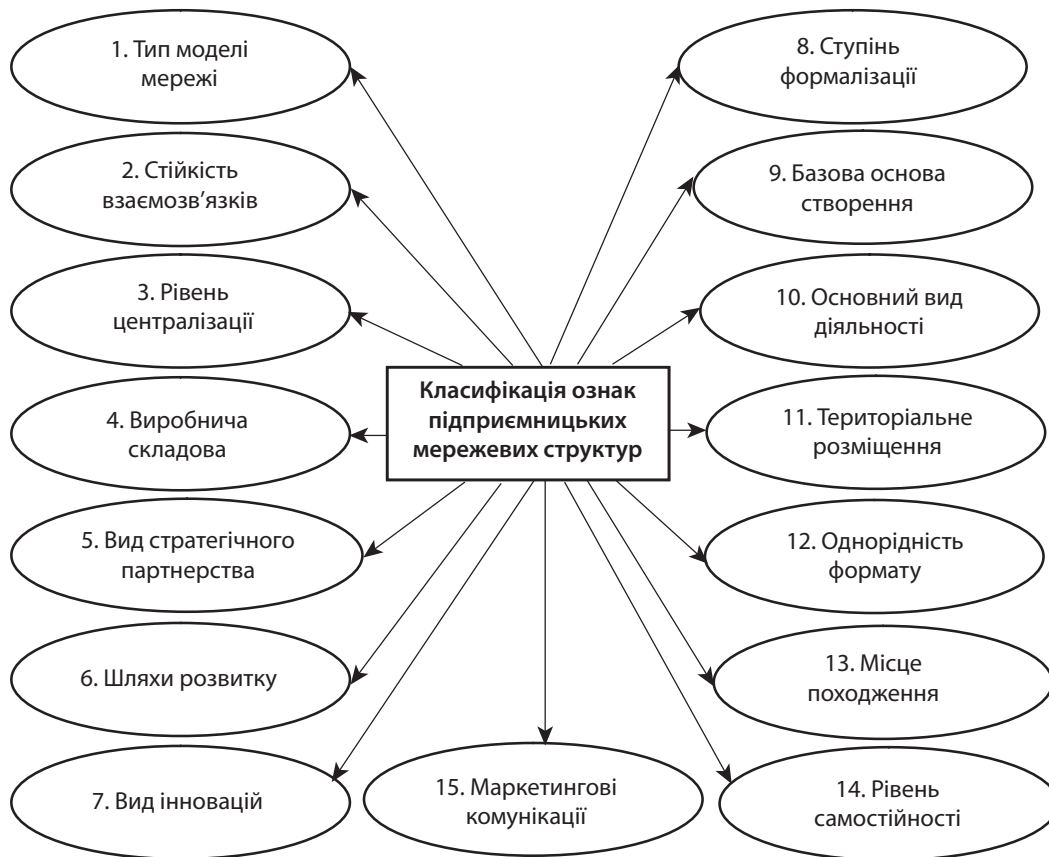 1. Тип моделі
мережі
2. Стійкість
взаємозв'язків
3. Рівень
централізації
4. Виробнича
складова
5. Вид стратегічного
партнерства
6. Шляхи розвитку
7. Вид інновацій
Класифікація ознак
підприємницьких
мережевих структур
15. Маркетингові
комунікації
8. Ступінь
формалізації
9. Базова основа
створення
10. Основний вид
діяльності
11. Територіальне
розміщення
12. Однорідність
формату
13. Місце
походження
14. Рівень
самостійності